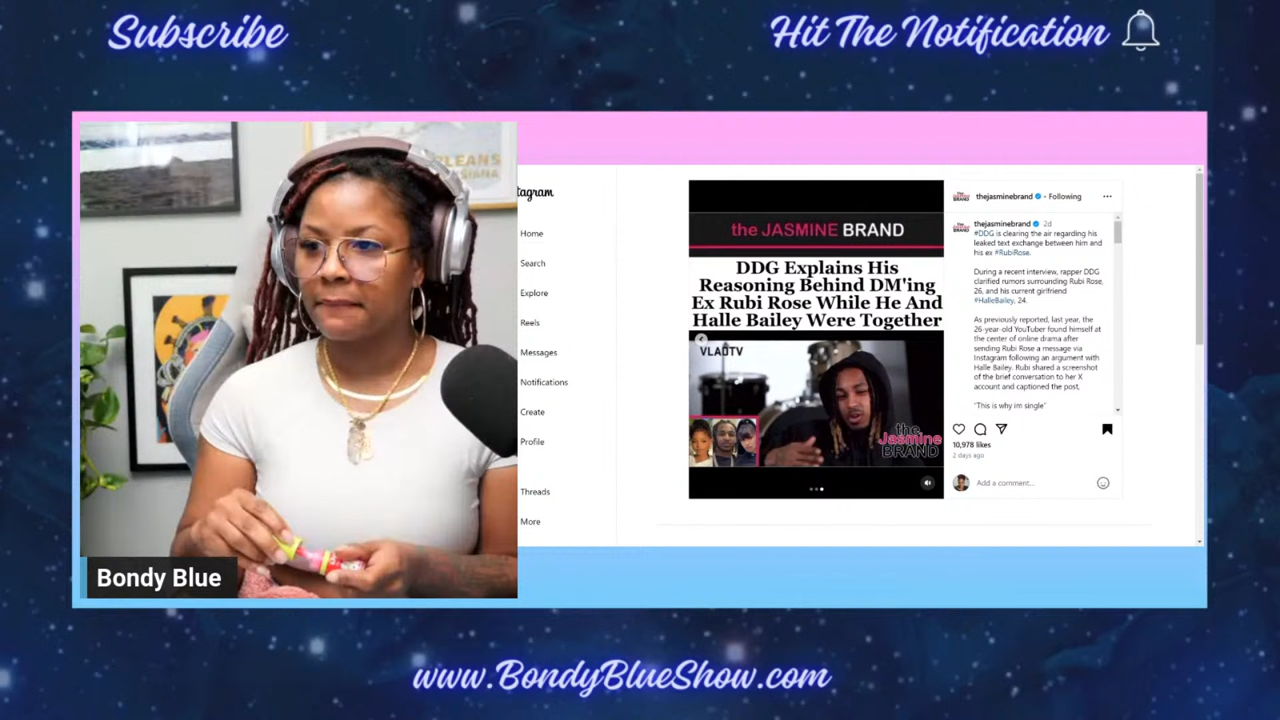 Subscribe
Hit The Notification
ORLEANS
SIANA
Bondy Blue
tagram
Home
Search
Explore
Reels
Messages
Notifications
Create
Profile
Threads
More
the JASMINE BRAND
DDG Explains His
Reasoning Behind DM'ing
Ex Rubi Rose While He And
Halle Bailey Were Together
VLADTV
the
Jasmine
BRAND
thejasminebrand • Following
thejasminebrand 2d
#DDG is clearing the air regarding his
leaked text exchange between him and
his ex #RubiRose.
During a recent interview, rapper DDG
clarified rumors surrounding Rubi Rose,
26, and his current girlfriend
#HalleBailey, 24.
As previously reported, last year, the
26-year-old YouTuber found himself at
the center of online drama after
sending Rubi Rose a message via
Instagram following an argument with
Halle Bailey. Rubi shared a screenshot
of the brief conversation to her X
account and captioned the post,
"This is why im single"
10,978 likes
2 days ago
Add a comment...
www.BondyBlueShow.com